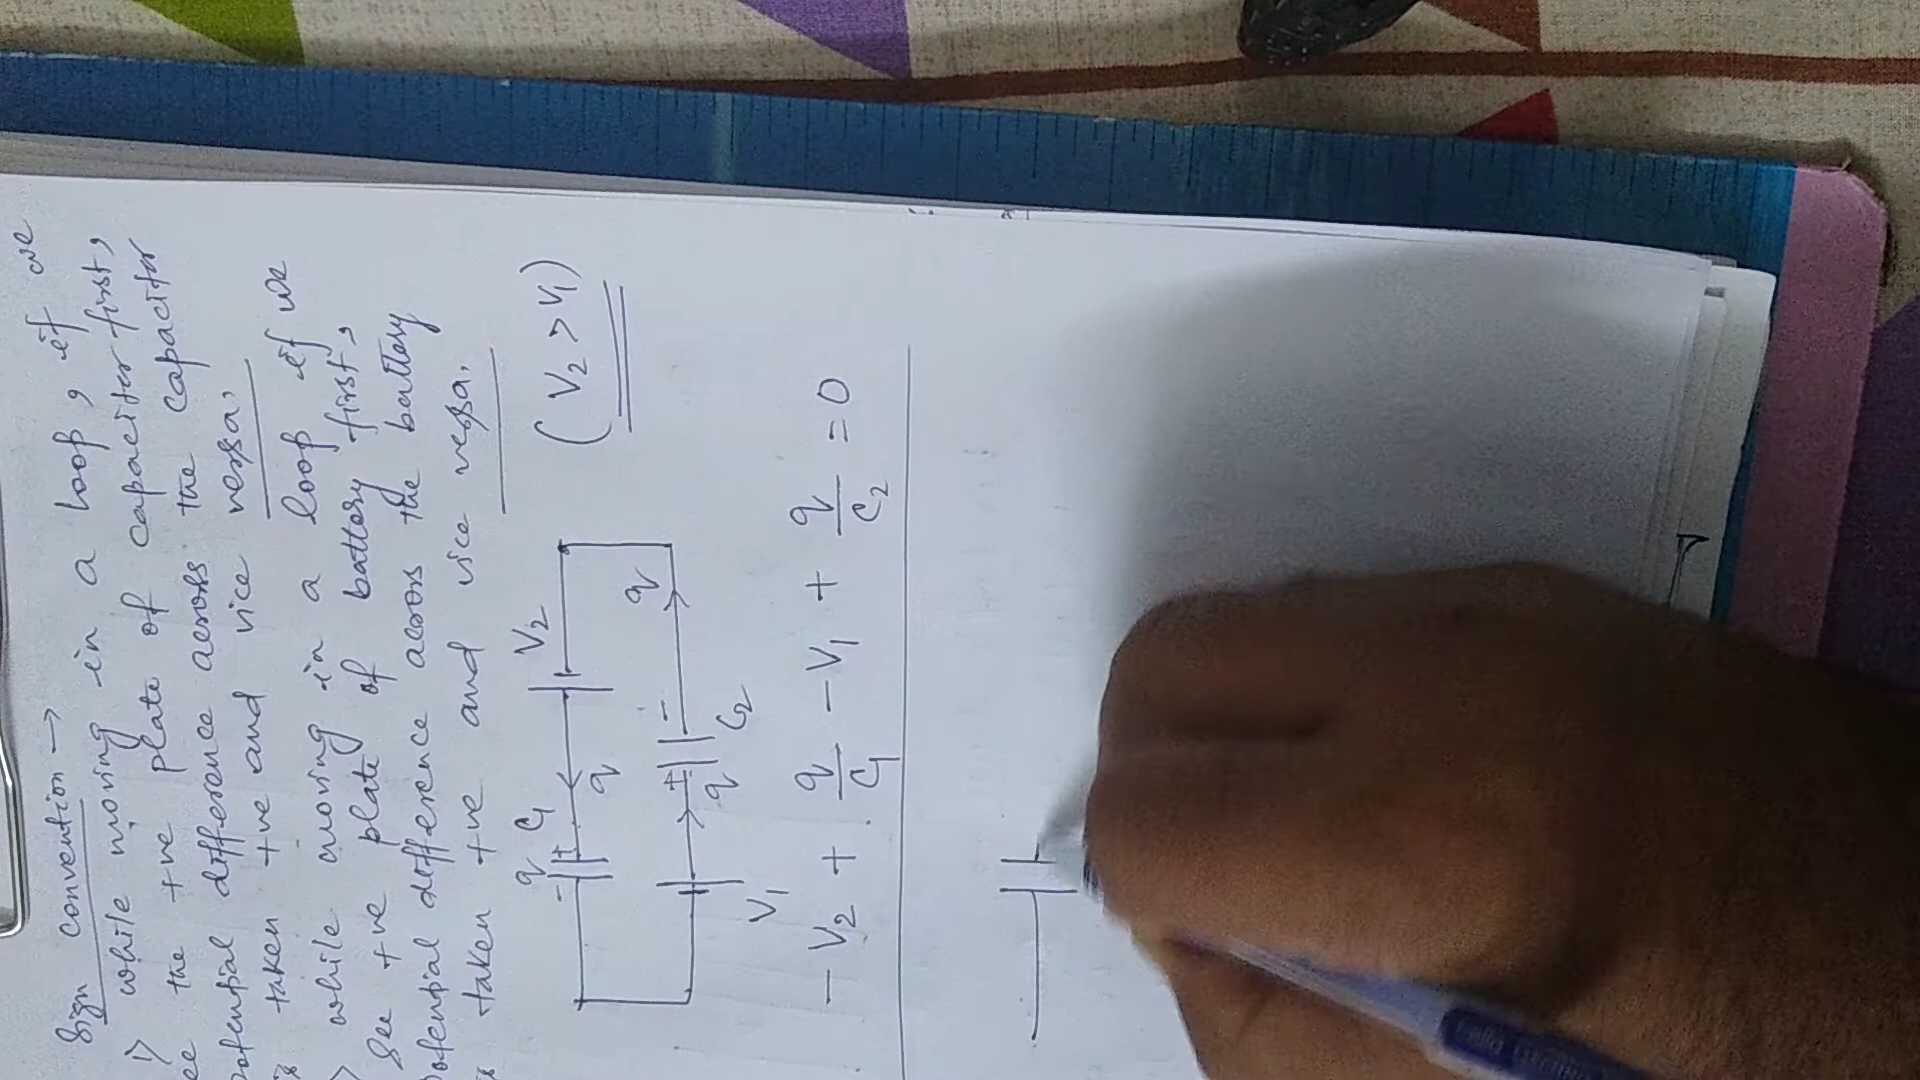 Sign convention →
i) while moving in a loop, if we
see the +ve plate of capacitor first,
potential difference across the capacitor
is taken +ve and vice versa.
) while moving in a loop if we
see +ve plate of battery first,
potential difference across the battery
is taken +ve and vice versa.
(V₂ > V₁)
q C₁ V₂
- + q
q
+ -
q C₂
V₁
- V₂ + q/C₁ - V₁ + q/C₂ = 0